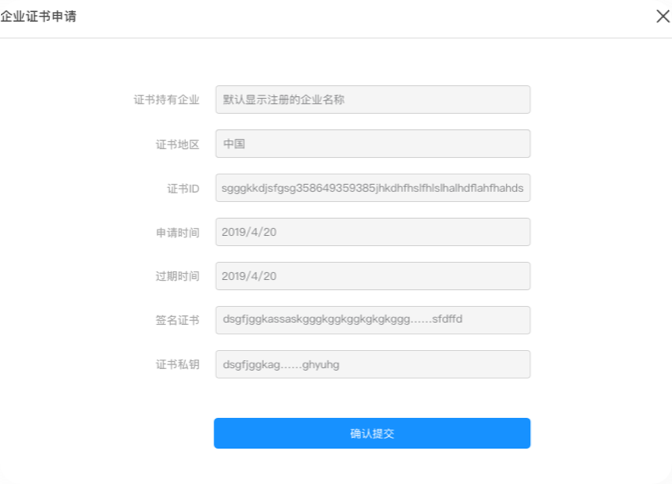 企业证书申请
证书持有企业 默认显示注册的企业名称
证书地区 中国
证书ID sgggkkdjsfgsg358649359385jhkdhfhslfhlslhalhdflahfhahds
申请时间 2019/4/20
过期时间 2019/4/20
签名证书 dsgfjggkassaskgggkggkggkgkgkggg......sfdffd
证书私钥 dsgfjggkag......ghyuhg
确认提交